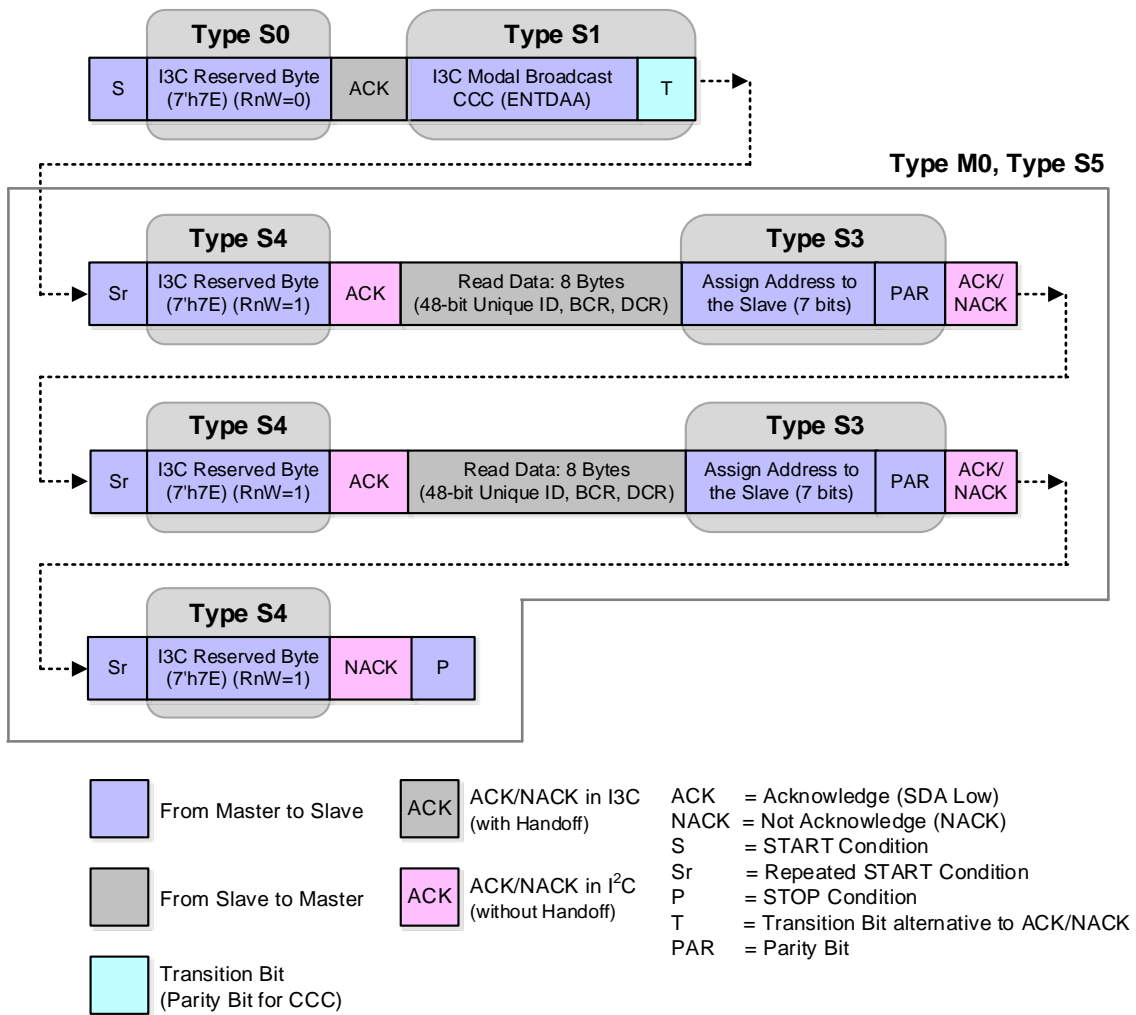 Type S0
Type S1
S
I3C Reserved Byte
(7'h7E) (RnW=0)
ACK
I3C Modal Broadcast
CCC (ENTDAA)
T
Type M0, Type S5
Type S4
Type S3
Sr
I3C Reserved Byte
(7'h7E) (RnW=1)
ACK
Read Data: 8 Bytes
(48-bit Unique ID, BCR, DCR)
Assign Address to
the Slave (7 bits)
PAR
ACK/
NACK
Type S4
Type S3
Sr
I3C Reserved Byte
(7'h7E) (RnW=1)
ACK
Read Data: 8 Bytes
(48-bit Unique ID, BCR, DCR)
Assign Address to
the Slave (7 bits)
PAR
ACK/
NACK
Type S4
Sr
I3C Reserved Byte
(7'h7E) (RnW=1)
NACK
P
From Master to Slave
From Slave to Master
Transition Bit
(Parity Bit for CCC)
ACK
ACK/NACK in I3C
(with Handoff)
ACK
ACK/NACK in I²C
(without Handoff)
ACK = Acknowledge (SDA Low)
NACK = Not Acknowledge (NACK)
S = START Condition
Sr = Repeated START Condition
P = STOP Condition
T = Transition Bit alternative to ACK/NACK
PAR = Parity Bit